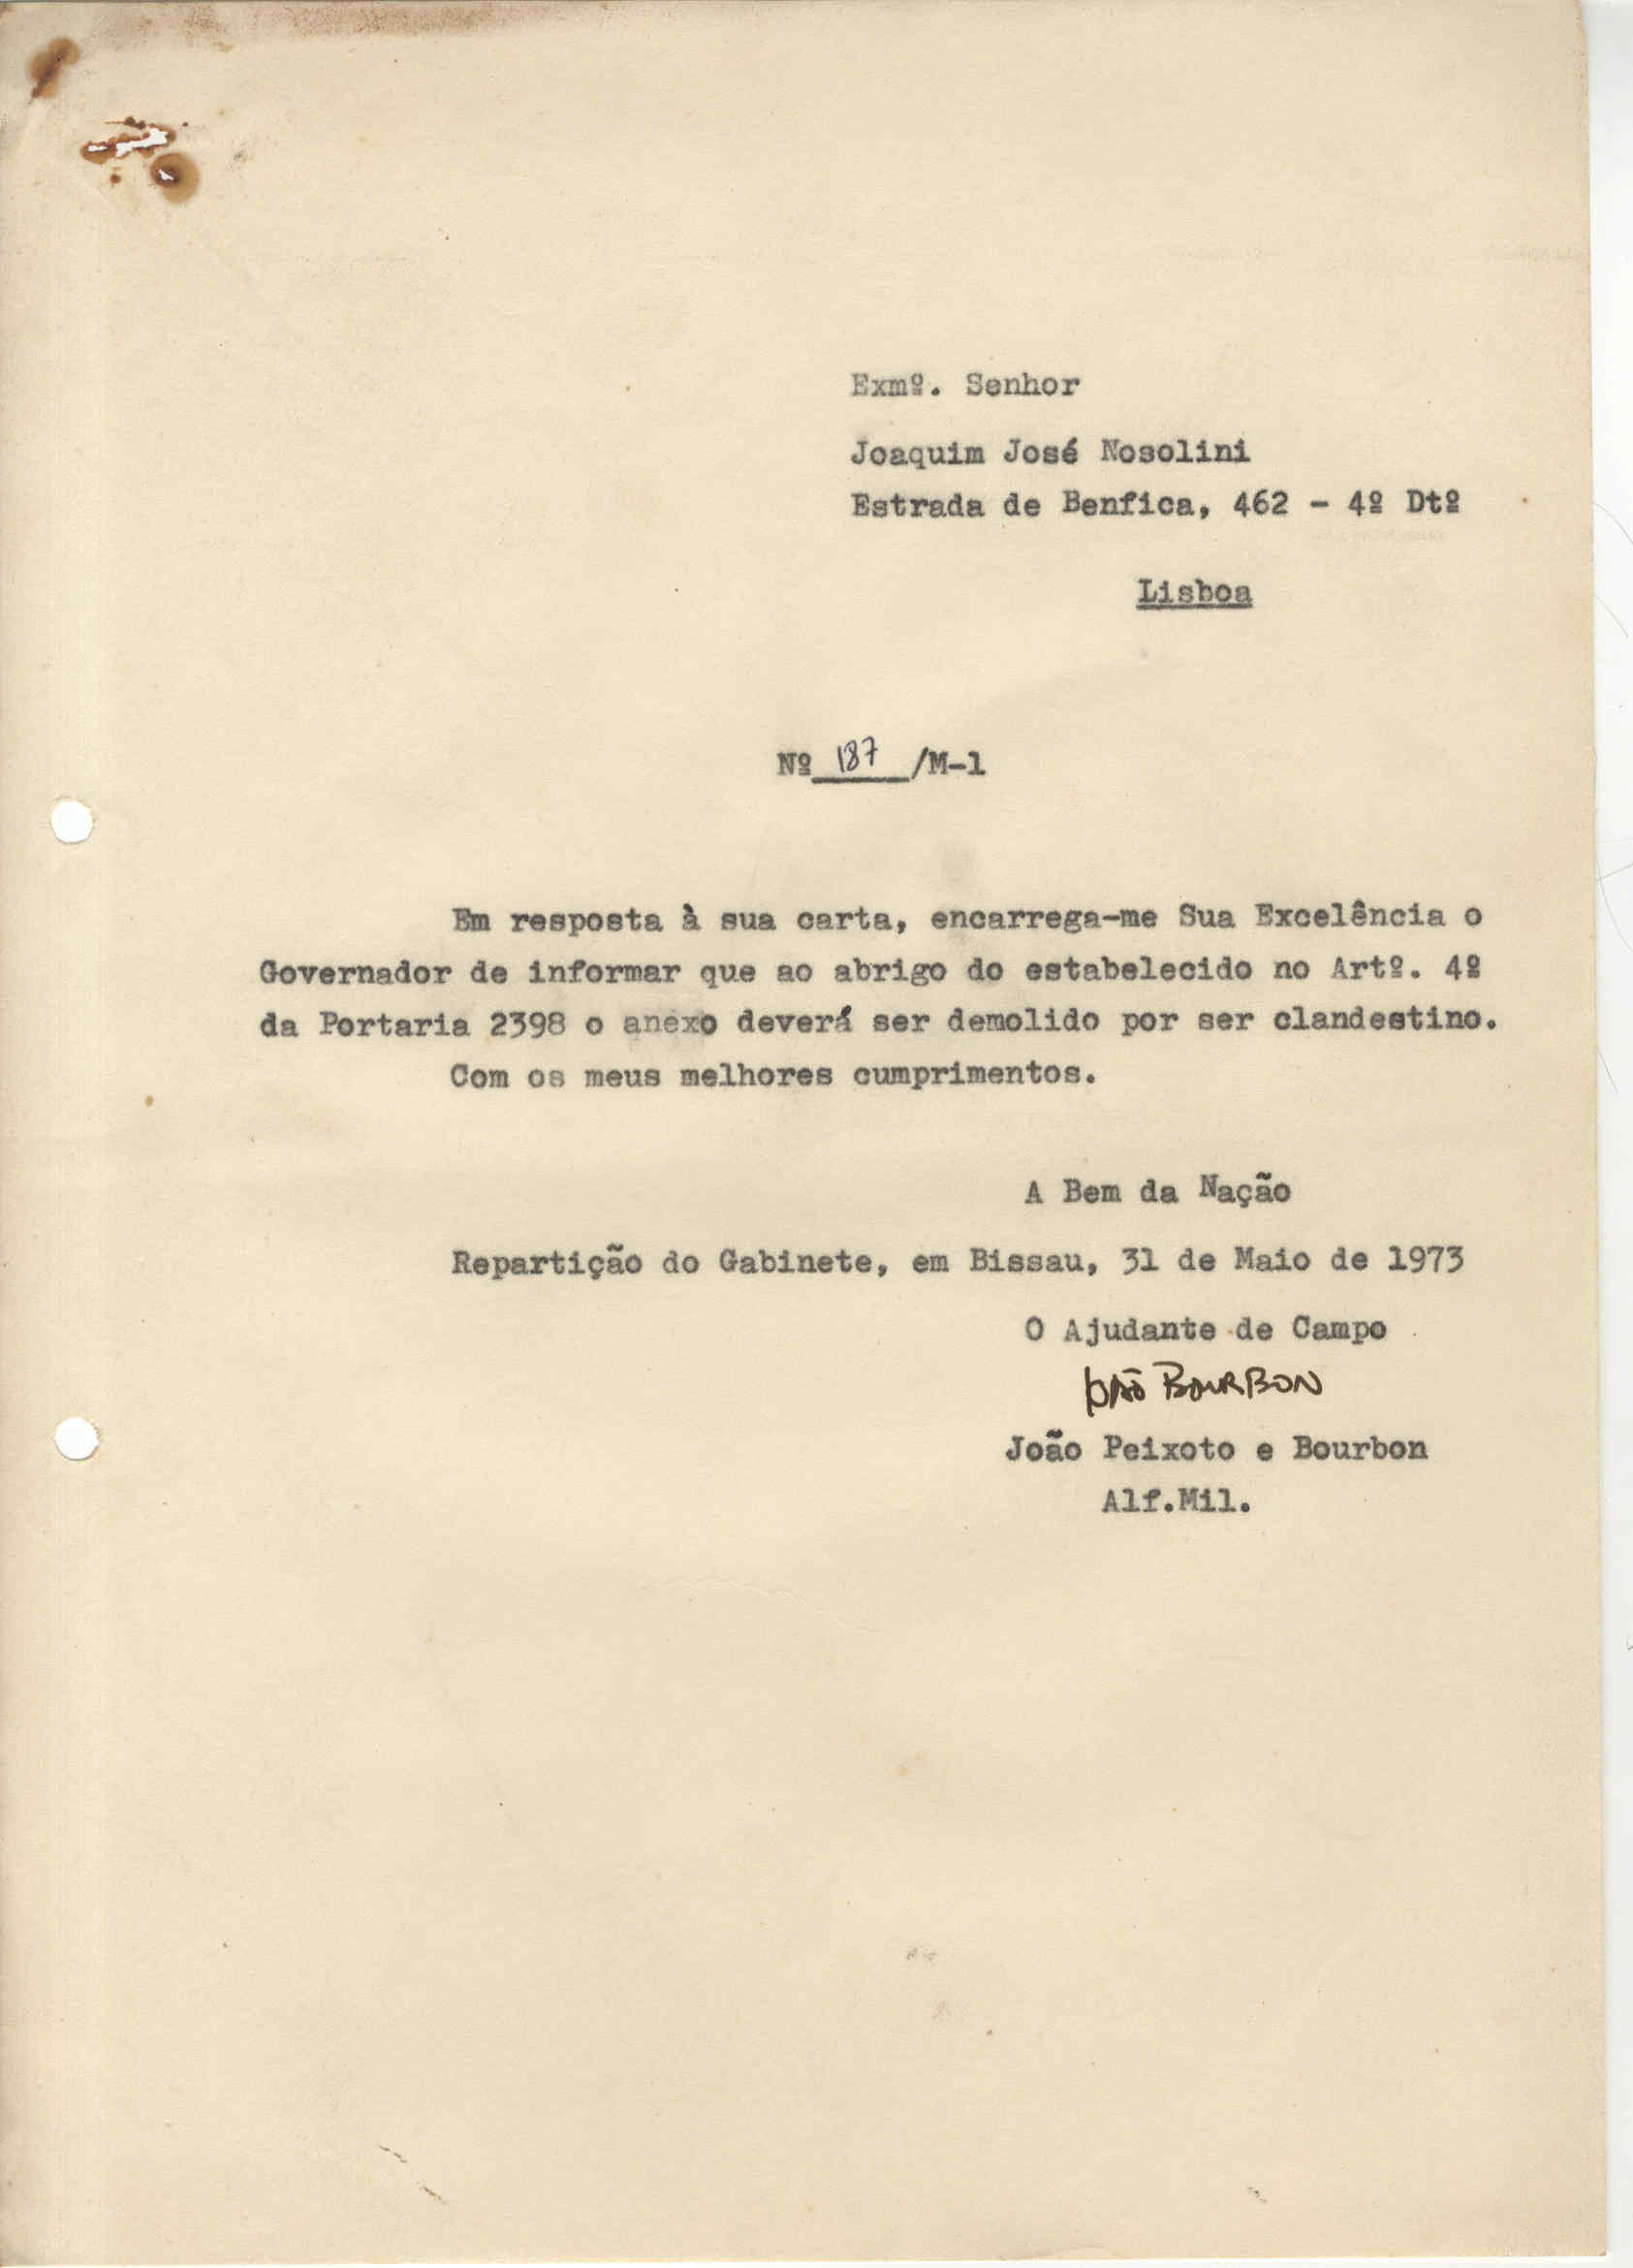 Exmº. Senhor
Joaquim José Nosolini
Estrada de Benfica, 462 - 4º Dtº
Lisboa
Nº 187 /M-1
Em resposta à sua carta, encarrega-me Sua Excelência o
Governador de informar que ao abrigo do estabelecido no Artº. 4º
da Portaria 2398 o anexo deverá ser demolido por ser clandestino.
Com os meus melhores cumprimentos.
A Bem da Nação
Repartição do Gabinete, em Bissau, 31 de Maio de 1973
O Ajudante de Campo
JOÃO BOURBON
João Peixoto e Bourbon
Alf.Mil.